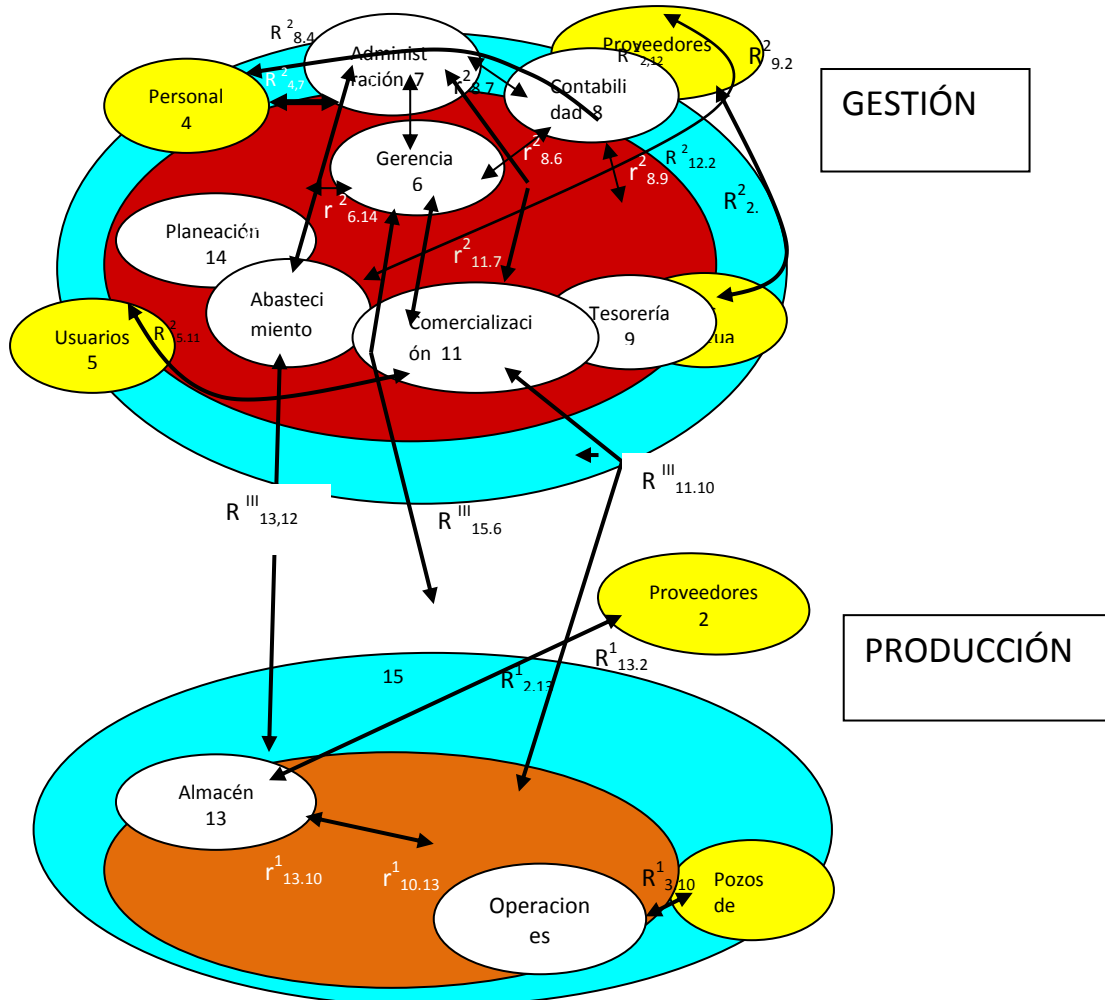 R 2 8.4
Administ
ración 7
Proveedores
R 2 2,12
R 2 9.2
GESTIÓN
Personal
4
R 2 4,7
r 2 8.7
Contabili
dad 8
Gerencia
6
r 2 8.6
r 2 8.9
R 2 12.2
R 2 2.
r 2 6.14
Planeación
14
r 2 11.7
Abasteci
miento
Comercializaci
ón 11
Tesorería
9
Usuarios
5
R 2 5.11
R III 13,12
R III 15.6
R III 11.10
Proveedores
2
PRODUCCIÓN
R 1 13.2
15
R 1 2.13
Almacén
13
r 1 13.10
r 1 10.13
R 1 3,10
Pozos
de
Operacion
es